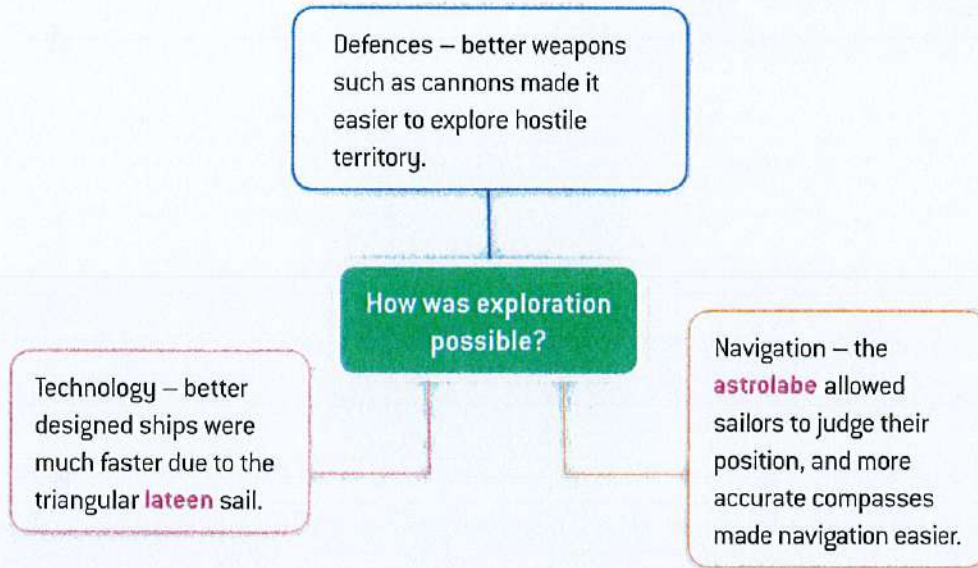 Defences – better weapons
such as cannons made it
easier to explore hostile
territory.
How was exploration
possible?
Technology – better
designed ships were
much faster due to the
triangular lateen sail.
Navigation – the
astrolabe allowed
sailors to judge their
position, and more
accurate compasses
made navigation easier.